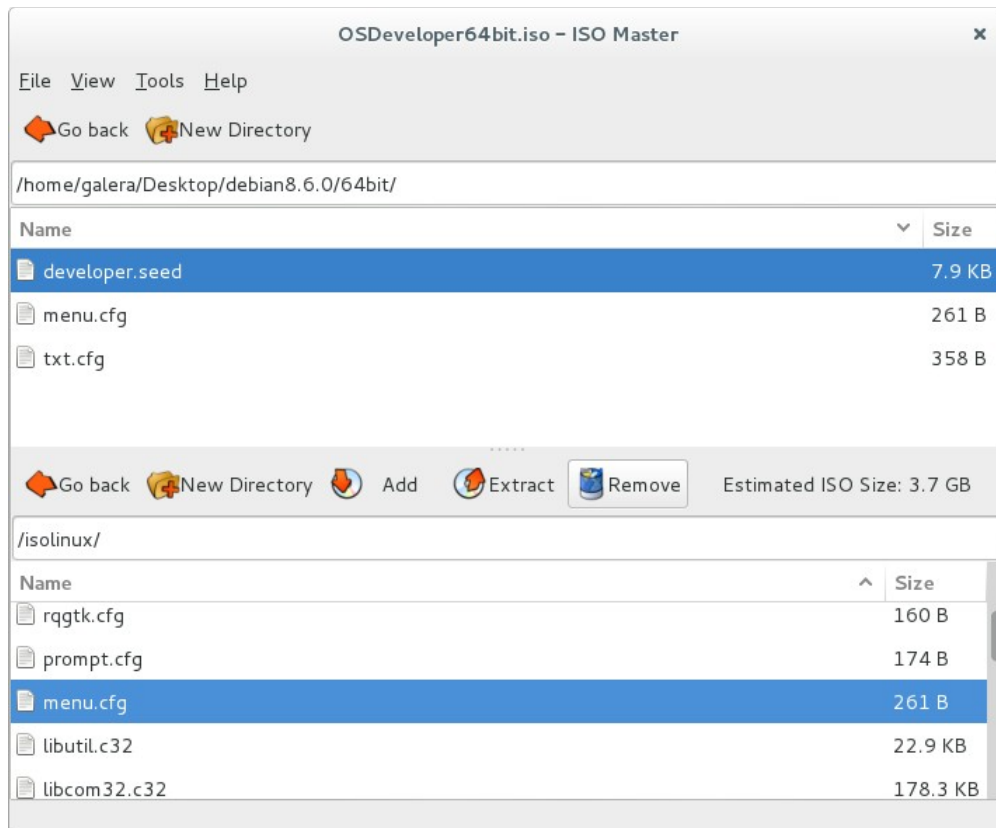 OSDeveloper64bit.iso – ISO Master
File View Tools Help
Go back New Directory
/home/galera/Desktop/debian8.6.0/64bit/
Name Size
developer.seed 7.9 KB
menu.cfg 261 B
txt.cfg 358 B
Go back New Directory Add Extract Remove Estimated ISO Size: 3.7 GB
/isolinux/
Name Size
rqgtk.cfg 160 B
prompt.cfg 174 B
menu.cfg 261 B
libutil.c32 22.9 KB
libcom32.c32 178.3 KB